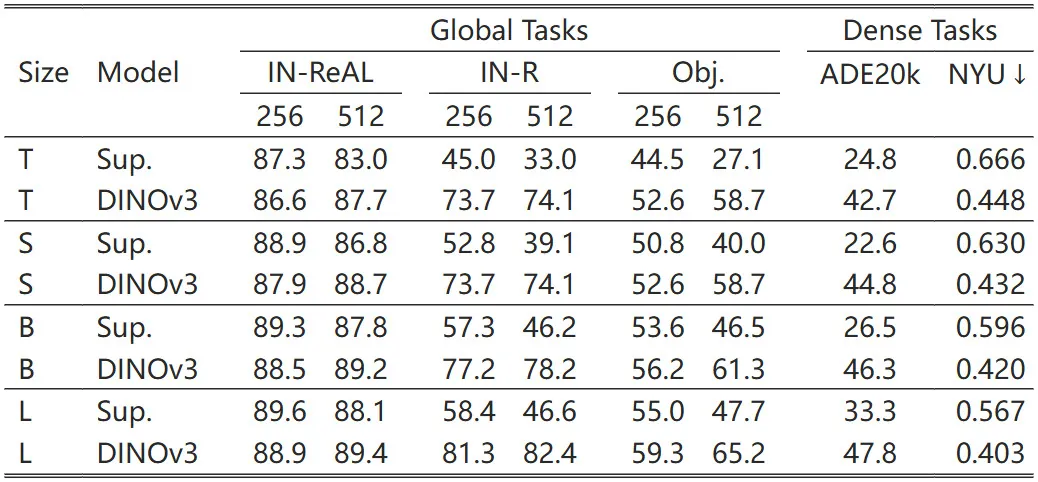 Global Tasks Dense Tasks
Size Model IN-ReAL IN-R Obj. ADE20k NYU↓
256 512 256 512 256 512
T Sup. 87.3 83.0 45.0 33.0 44.5 27.1 24.8 0.666
T DINOv3 86.6 87.7 73.7 74.1 52.6 58.7 42.7 0.448
S Sup. 88.9 86.8 52.8 39.1 50.8 40.0 22.6 0.630
S DINOv3 87.9 88.7 73.7 74.1 52.6 58.7 44.8 0.432
B Sup. 89.3 87.8 57.3 46.2 53.6 46.5 26.5 0.596
B DINOv3 88.5 89.2 77.2 78.2 56.2 61.3 46.3 0.420
L Sup. 89.6 88.1 58.4 46.6 55.0 47.7 33.3 0.567
L DINOv3 88.9 89.4 81.3 82.4 59.3 65.2 47.8 0.403